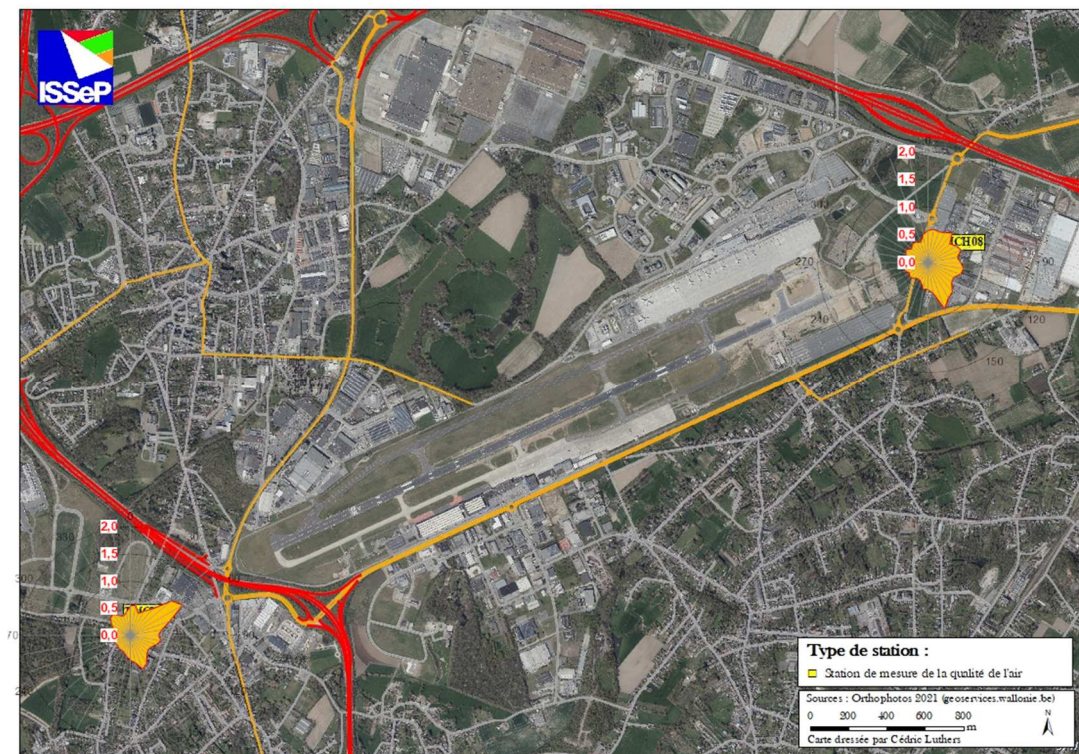 ISSeP
2,0
1,5
1,0
0,5
0,0
CH08
270
240
90
120
150
2,0
1,5
1,0
0,5
0,0
300
70
Type de station :
Station de mesure de la qualité de l'air
Sources : Orthophotos 2021 (geoservices.wallonie.be)
0 200 400 600 800
m
N
Carte dressée par Cédric Luthers